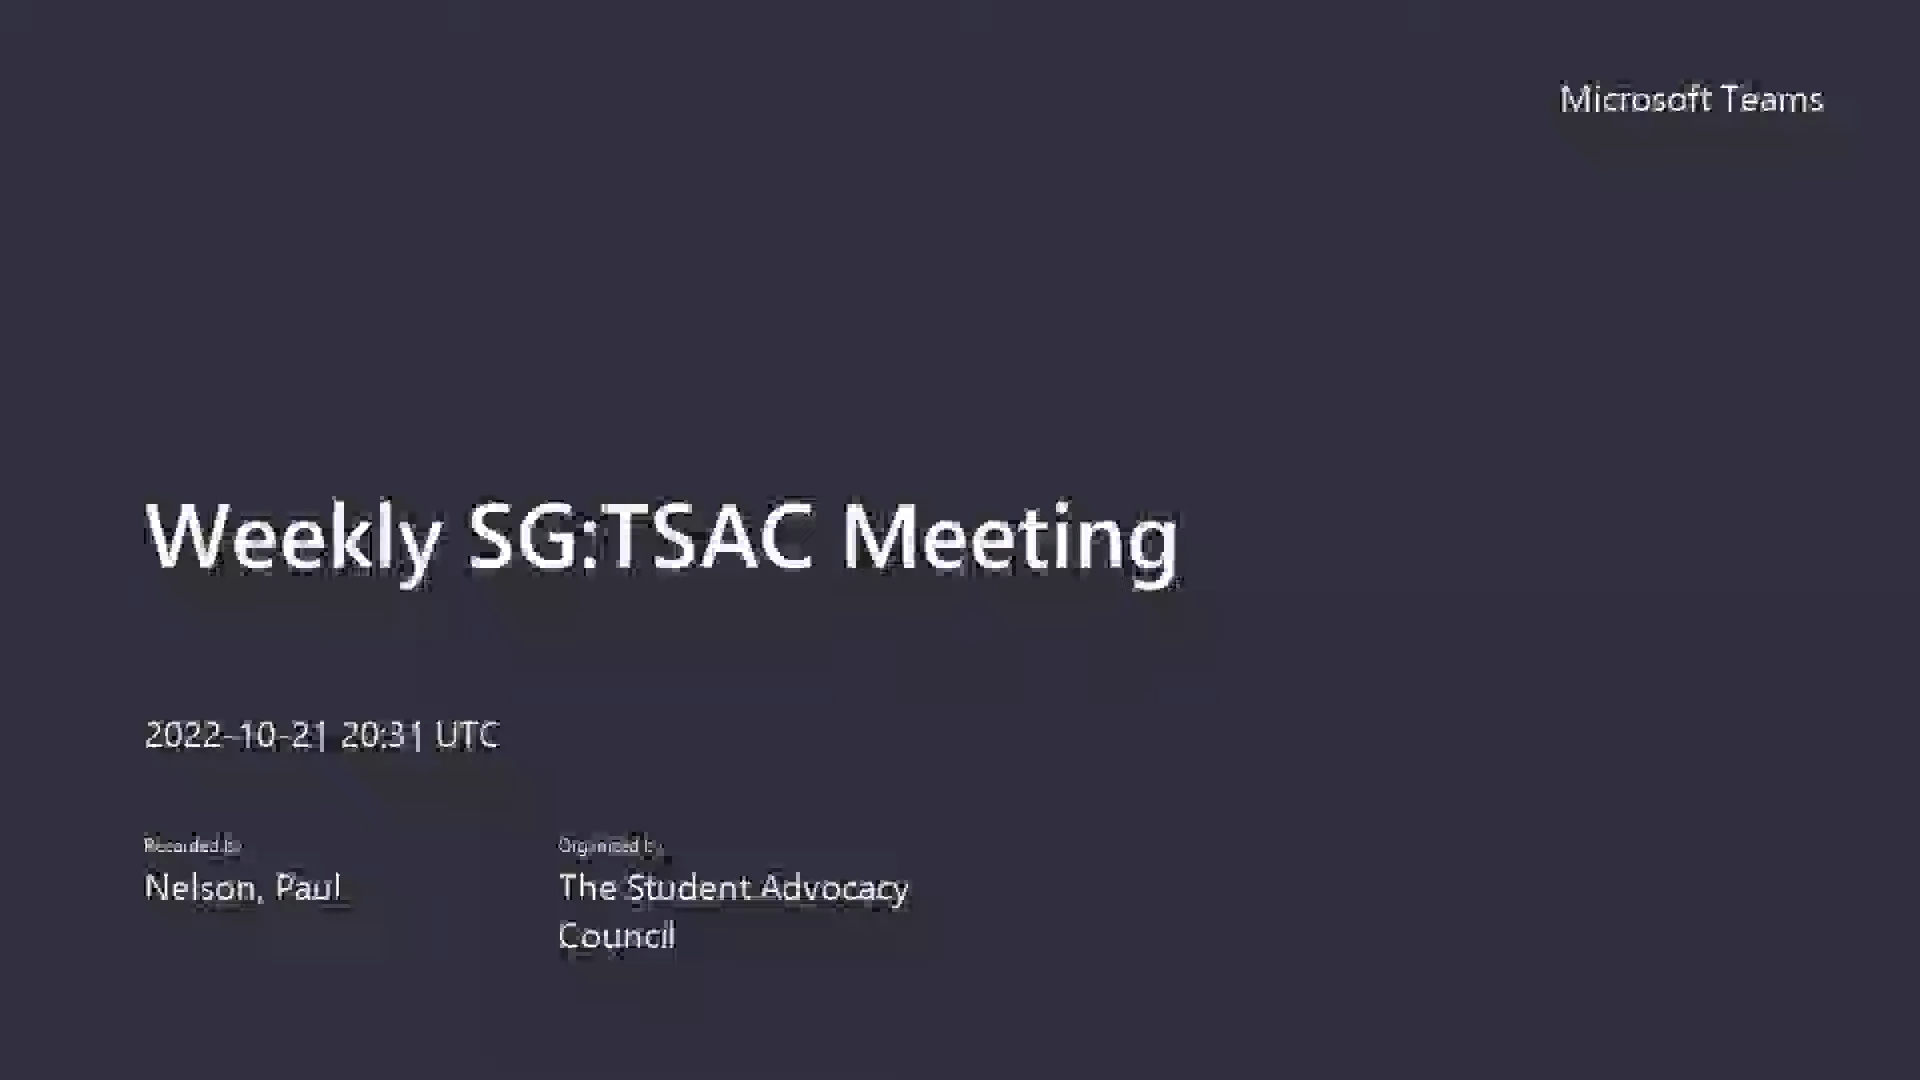 Microsoft Teams
Weekly SG:TSAC Meeting
2022-10-21 20:31 UTC
Recorded by
Organized by
Nelson, Paul
The Student Advocacy
Council